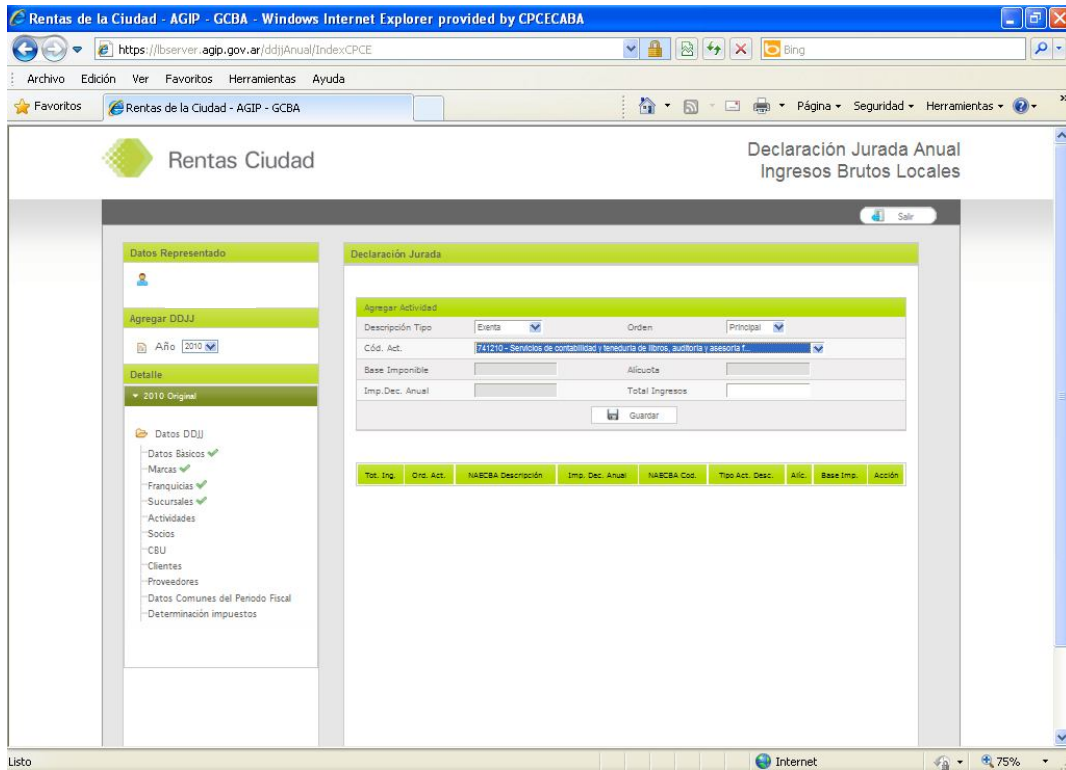 Rentas de la Ciudad - AGIP - GCBA - Windows Internet Explorer provided by CPCECABA
https://lbserver.agip.gov.ar/ddjjAnual/IndexCPCE
Bing
Archivo Edición Ver Favoritos Herramientas Ayuda
Favoritos Rentas de la Ciudad - AGIP - GCBA Página Seguridad Herramientas
Rentas Ciudad
Declaración Jurada Anual
Ingresos Brutos Locales
Salir
Datos Representado
Agregar DDJJ
Año 2010
Detalle
2010 Original
Datos DDJJ
Datos Básicos
Marcas
Franquicias
Sucursales
Actividades
Socios
CBU
Clientes
Proveedores
Datos Comunes del Periodo Fiscal
Determinación impuestos
Declaración Jurada
Agregar Actividad
Descripción Tipo Exenta Orden Principal
Cód. Act. 741210 - Servicios de contabilidad y teneduría de libros, auditoría y asesoría f...
Base Imponible Alícuota
Imp.Dec. Anual Total Ingresos
Guardar
Tot. Ing. Ord. Act. NAECBA Descripción Imp. Dec. Anual NAECBA Cod. Tipo Act. Desc. Alíc. Base Imp. Acción
Listo Internet 75%